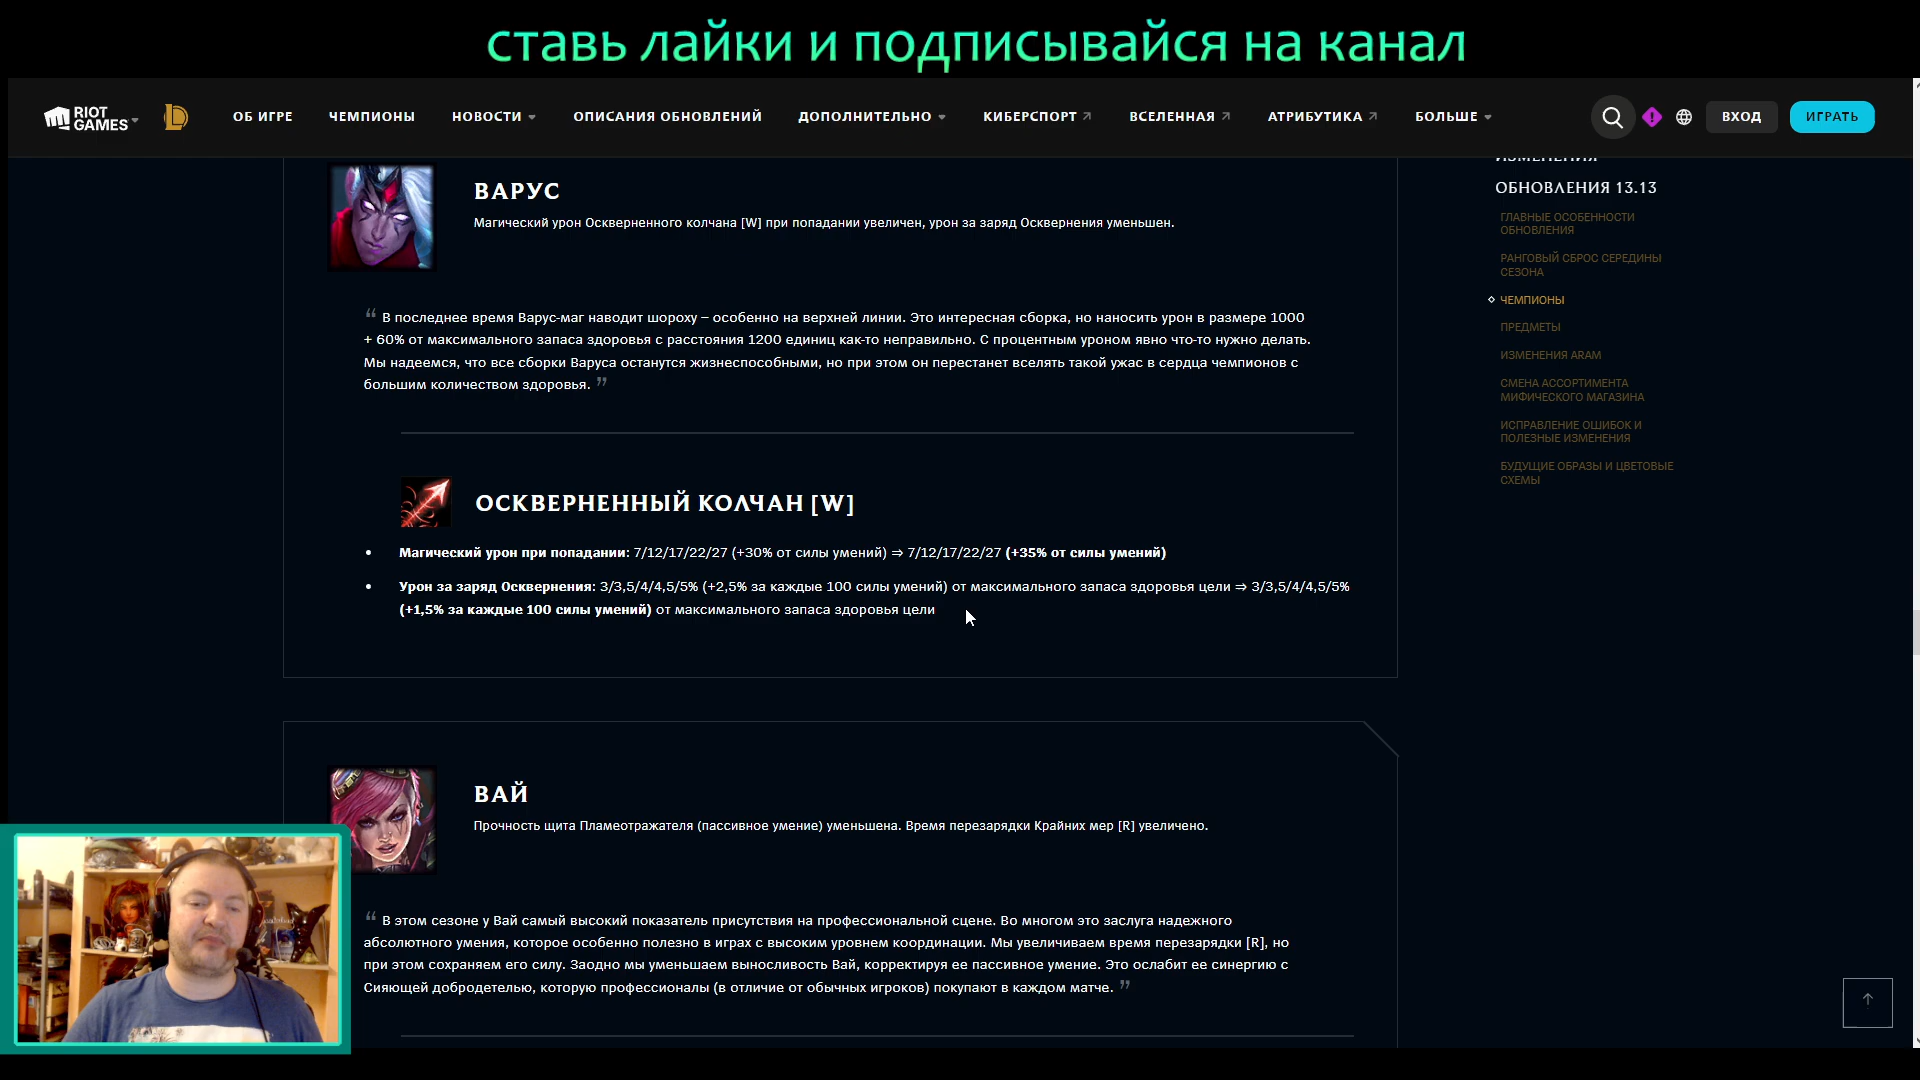 ставь лайки и подписывайся на канал
RIOT GAMES
ОБ ИГРЕ
ЧЕМПИОНЫ
НОВОСТИ
ОПИСАНИЯ ОБНОВЛЕНИЙ
ДОПОЛНИТЕЛЬНО
КИБЕРСПОРТ
ВСЕЛЕННАЯ
АТРИБУТИКА
БОЛЬШЕ
ВХОД
ИГРАТЬ
ВАРУС
Магический урон Оскверненного колчана [W] при попадании увеличен, урон за заряд Осквернения уменьшен.
“ В последнее время Варус-маг наводит шороху – особенно на верхней линии. Это интересная сборка, но наносить урон в размере 1000
+ 60% от максимального запаса здоровья с расстояния 1200 единиц как-то неправильно. С процентным уроном явно что-то нужно делать.
Мы надеемся, что все сборки Варуса останутся жизнеспособными, но при этом он перестанет вселять такой ужас в сердца чемпионов с
большим количеством здоровья. ”
ОСКВЕРНЕННЫЙ КОЛЧАН [W]
• Магический урон при попадании: 7/12/17/22/27 (+30% от силы умений) ⇒ 7/12/17/22/27 (+35% от силы умений)
• Урон за заряд Осквернения: 3/3,5/4/4,5/5% (+2,5% за каждые 100 силы умений) от максимального запаса здоровья цели ⇒ 3/3,5/4/4,5/5%
(+1,5% за каждые 100 силы умений) от максимального запаса здоровья цели
ВАЙ
Прочность щита Пламеотражателя (пассивное умение) уменьшена. Время перезарядки Крайних мер [R] увеличено.
“ В этом сезоне у Вай самый высокий показатель присутствия на профессиональной сцене. Во многом это заслуга надежного
абсолютного умения, которое особенно полезно в играх с высоким уровнем координации. Мы увеличиваем время перезарядки [R], но
при этом сохраняем его силу. Заодно мы уменьшаем выносливость Вай, корректируя ее пассивное умение. Это ослабит ее синергию с
Сияющей добродетелью, которую профессионалы (в отличие от обычных игроков) покупают в каждом матче. ”
ИЗМЕНЕНИЯ
ОБНОВЛЕНИЯ 13.13
ГЛАВНЫЕ ОСОБЕННОСТИ
ОБНОВЛЕНИЯ
РАНГОВЫЙ СБРОС СЕРЕДИНЫ
СЕЗОНА
ЧЕМПИОНЫ
ПРЕДМЕТЫ
ИЗМЕНЕНИЯ ARAM
СМЕНА АССОРТИМЕНТА
МИФИЧЕСКОГО МАГАЗИНА
ИСПРАВЛЕНИЕ ОШИБОК И
ПОЛЕЗНЫЕ ИЗМЕНЕНИЯ
БУДУЩИЕ ОБРАЗЫ И ЦВЕТОВЫЕ
СХЕМЫ